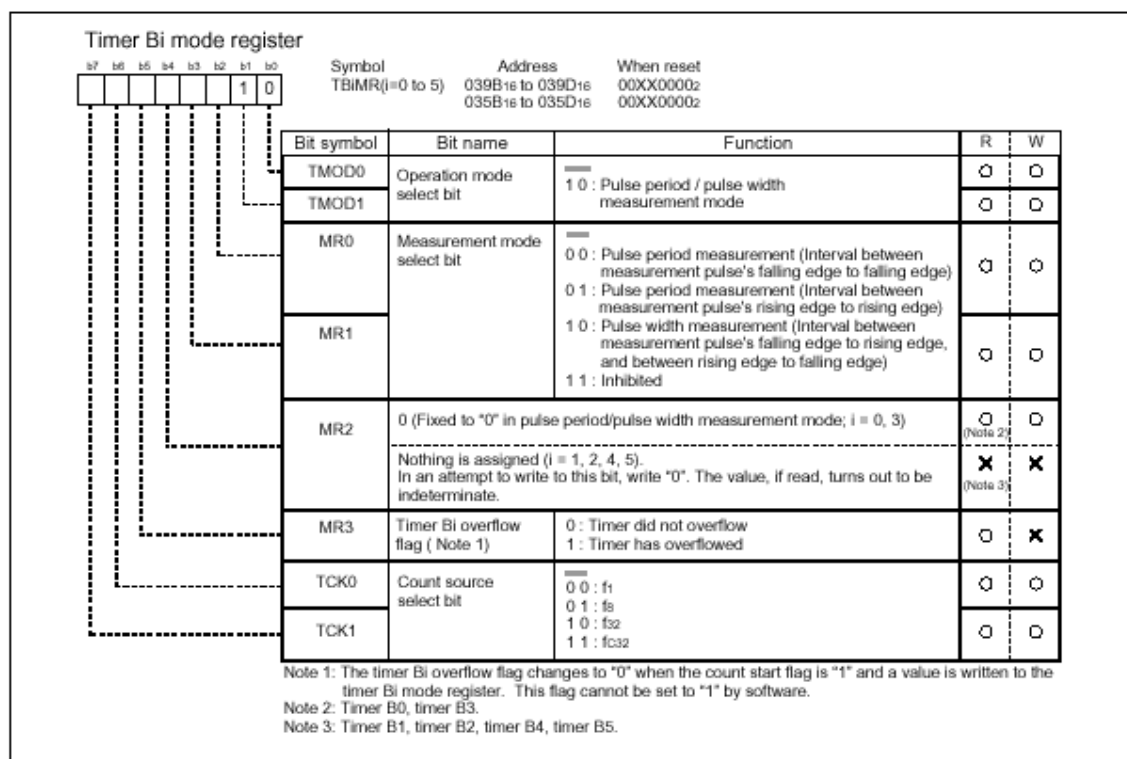 Timer Bi mode register
b7 b6 b5 b4 b3 b2 b1 b0
1 0
Symbol Address When reset
TBiMR(i=0 to 5) 039B16 to 039D16 00XX00002
035B16 to 035D16 00XX00002
Bit symbol Bit name Function R W
TMOD0 Operation mode
select bit
1 0 : Pulse period / pulse width
measurement mode
TMOD1
MR0 Measurement mode
select bit
0 0 : Pulse period measurement (Interval between
measurement pulse's falling edge to falling edge)
0 1 : Pulse period measurement (Interval between
measurement pulse's rising edge to rising edge)
MR1
1 0 : Pulse width measurement (Interval between
measurement pulse's falling edge to rising edge,
and between rising edge to falling edge)
1 1 : Inhibited
MR2
0 (Fixed to "0" in pulse period/pulse width measurement mode; i = 0, 3)
(Note 2)
Nothing is assigned (i = 1, 2, 4, 5).
In an attempt to write to this bit, write "0". The value, if read, turns out to be
indeterminate.
(Note 3)
MR3 Timer Bi overflow
flag ( Note 1)
0 : Timer did not overflow
1 : Timer has overflowed
TCK0 Count source
select bit
0 0 : f1
0 1 : f8
1 0 : f32
1 1 : fC32
TCK1
Note 1: The timer Bi overflow flag changes to "0" when the count start flag is "1" and a value is written to the
timer Bi mode register. This flag cannot be set to "1" by software.
Note 2: Timer B0, timer B3.
Note 3: Timer B1, timer B2, timer B4, timer B5.